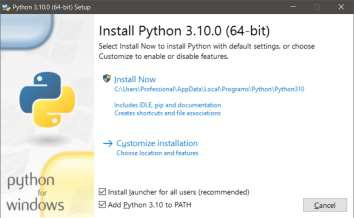 Python 3.10.0 (64-bit) Setup
Install Python 3.10.0 (64-bit)
Select Install Now to install Python with default settings, or choose
Customize to enable or disable features.
Install Now
C:\Users\Professional\AppData\Local\Programs\Python\Python310
Includes IDLE, pip and documentation
Creates shortcuts and file associations
Customize installation
Choose location and features
python
for
windows
Install launcher for all users (recommended)
Add Python 3.10 to PATH
Cancel